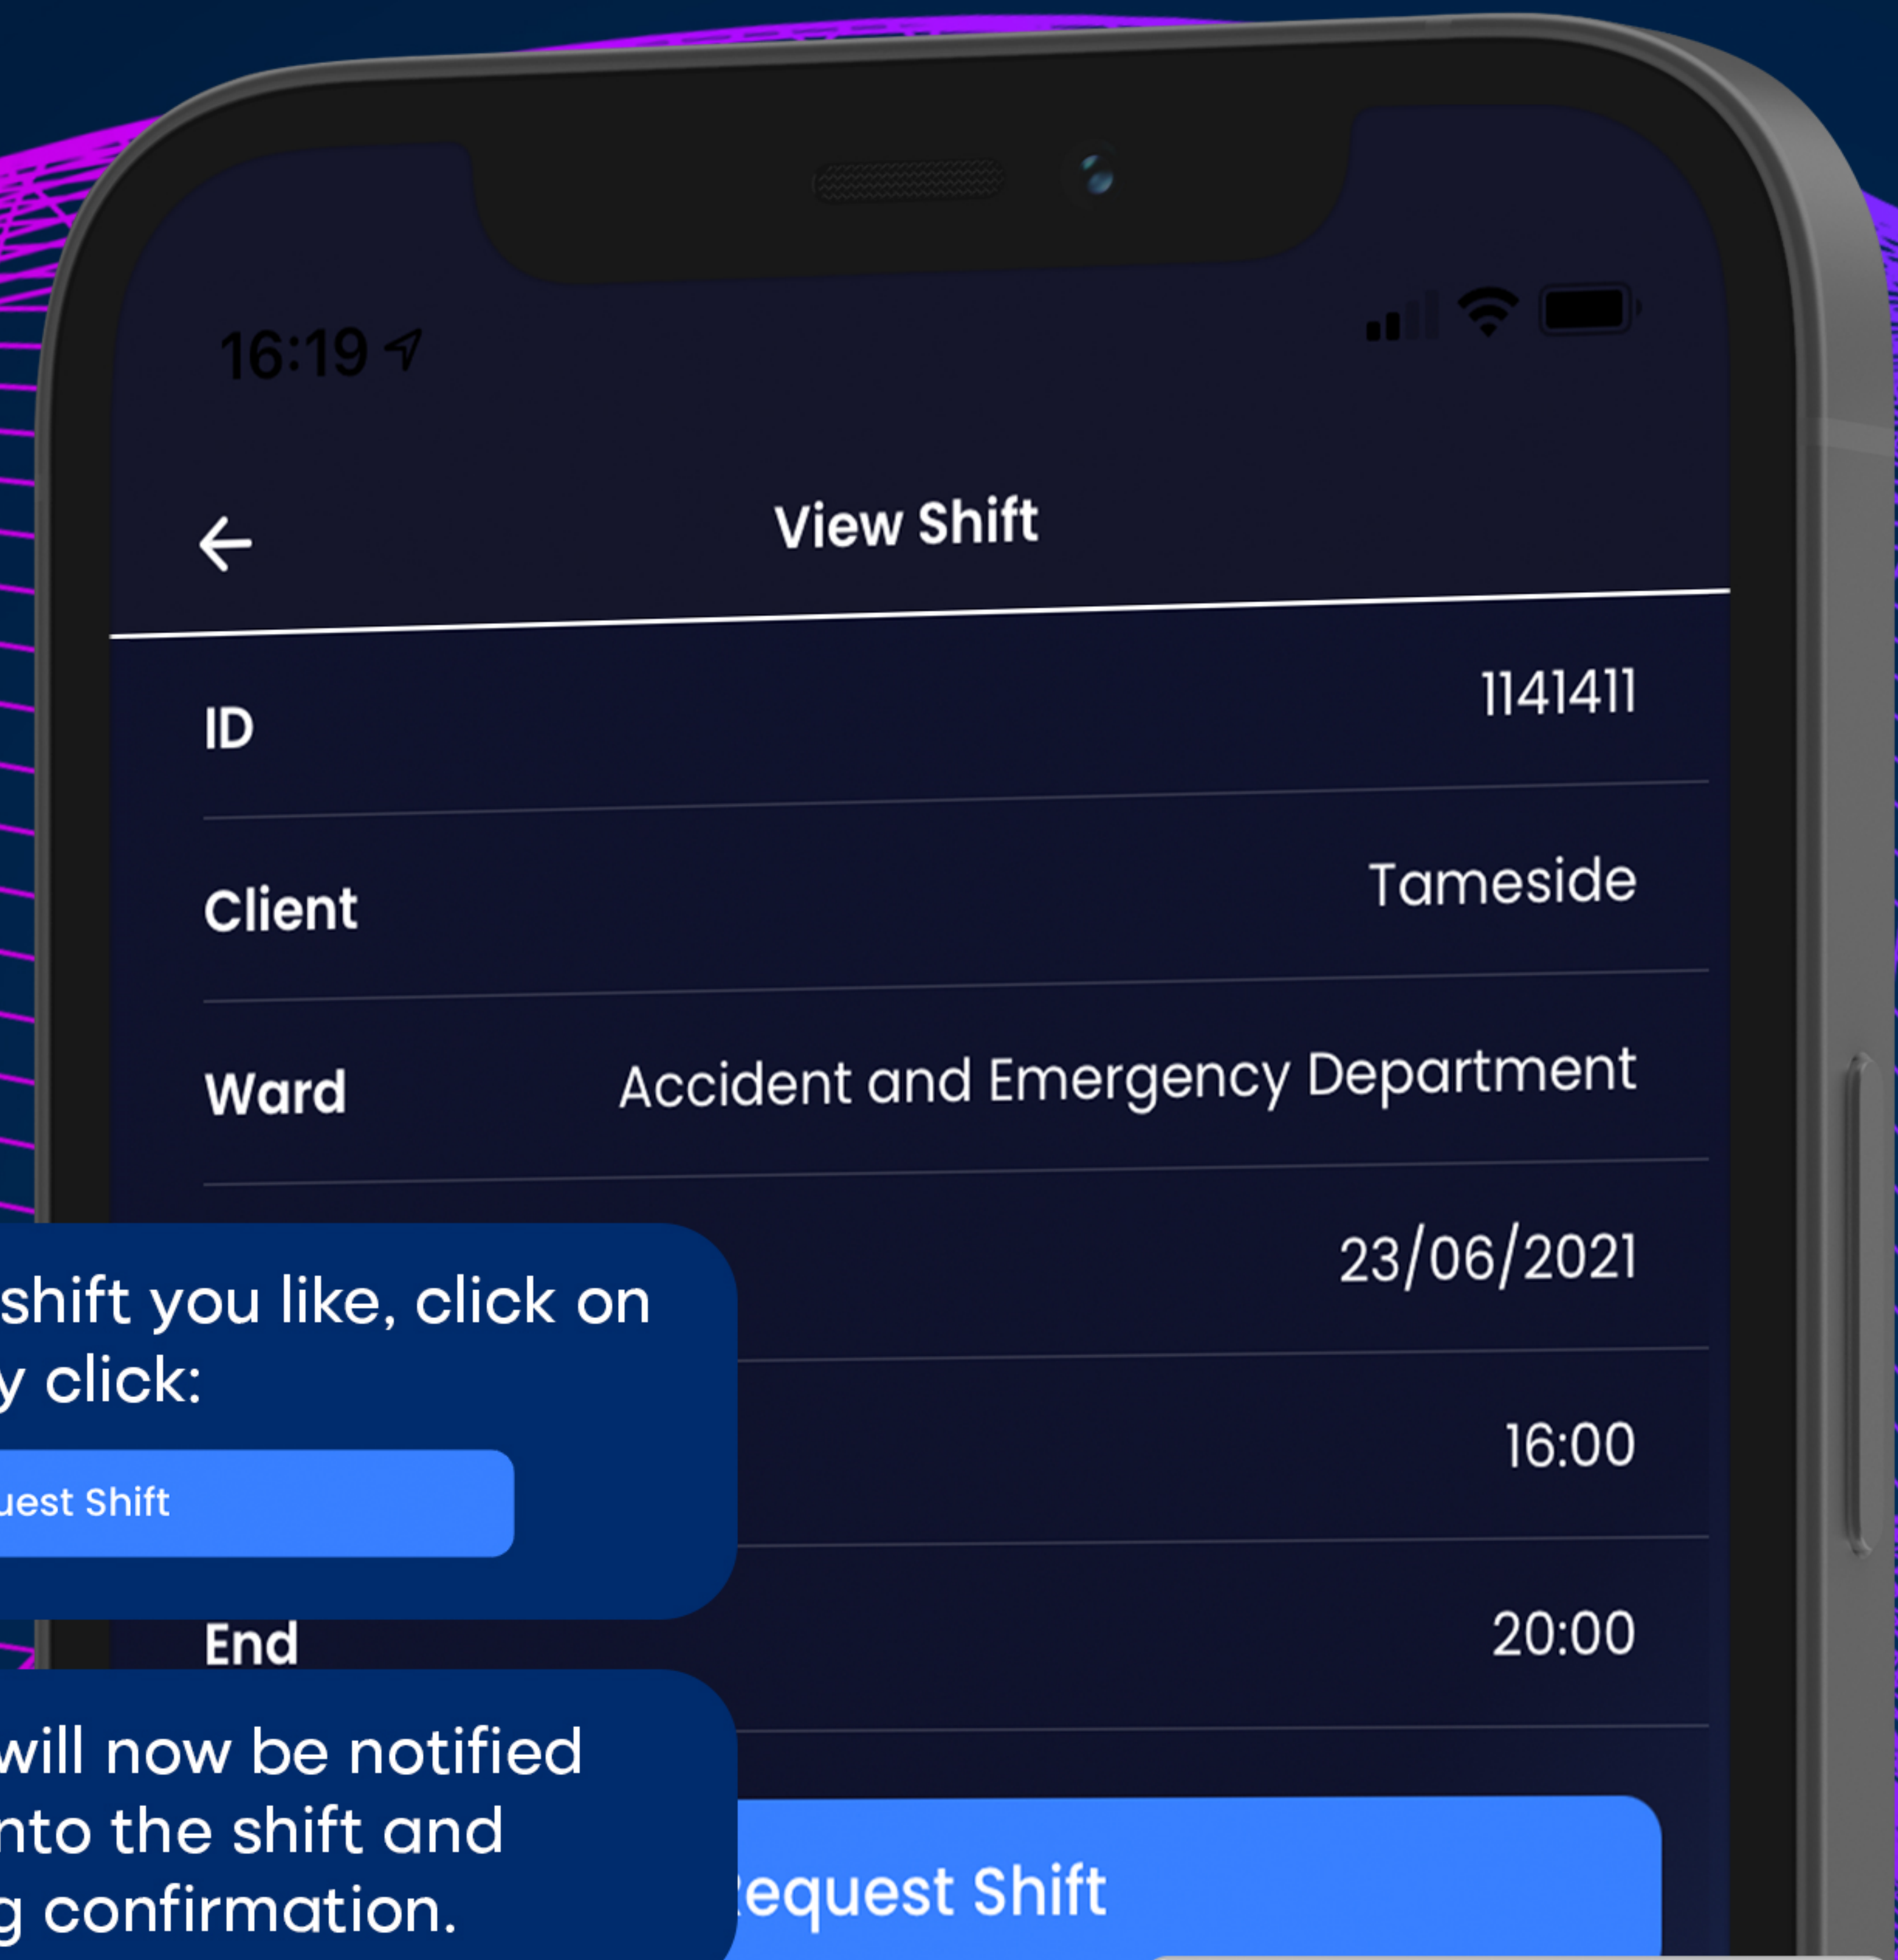 16:19
View Shift
ID 1141411
Client Tameside
Ward Accident and Emergency Department
23/06/2021
shift you like, click on
y click:
16:00
uest Shift
End 20:00
will now be notified
nto the shift and
equest Shift
g confirmation.